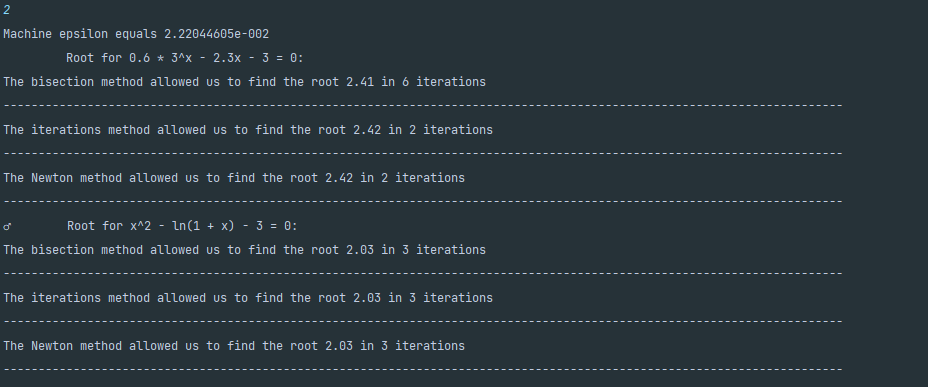 2
Machine epsilon equals 2.22044605e-002
Root for 0.6 * 3^x - 2.3x - 3 = 0:
The bisection method allowed us to find the root 2.41 in 6 iterations
------------------------------------------------------------------------------------------------------------------------
The iterations method allowed us to find the root 2.42 in 2 iterations
------------------------------------------------------------------------------------------------------------------------
The Newton method allowed us to find the root 2.42 in 2 iterations
------------------------------------------------------------------------------------------------------------------------
♂ Root for x^2 - ln(1 + x) - 3 = 0:
The bisection method allowed us to find the root 2.03 in 3 iterations
------------------------------------------------------------------------------------------------------------------------
The iterations method allowed us to find the root 2.03 in 3 iterations
------------------------------------------------------------------------------------------------------------------------
The Newton method allowed us to find the root 2.03 in 3 iterations
------------------------------------------------------------------------------------------------------------------------